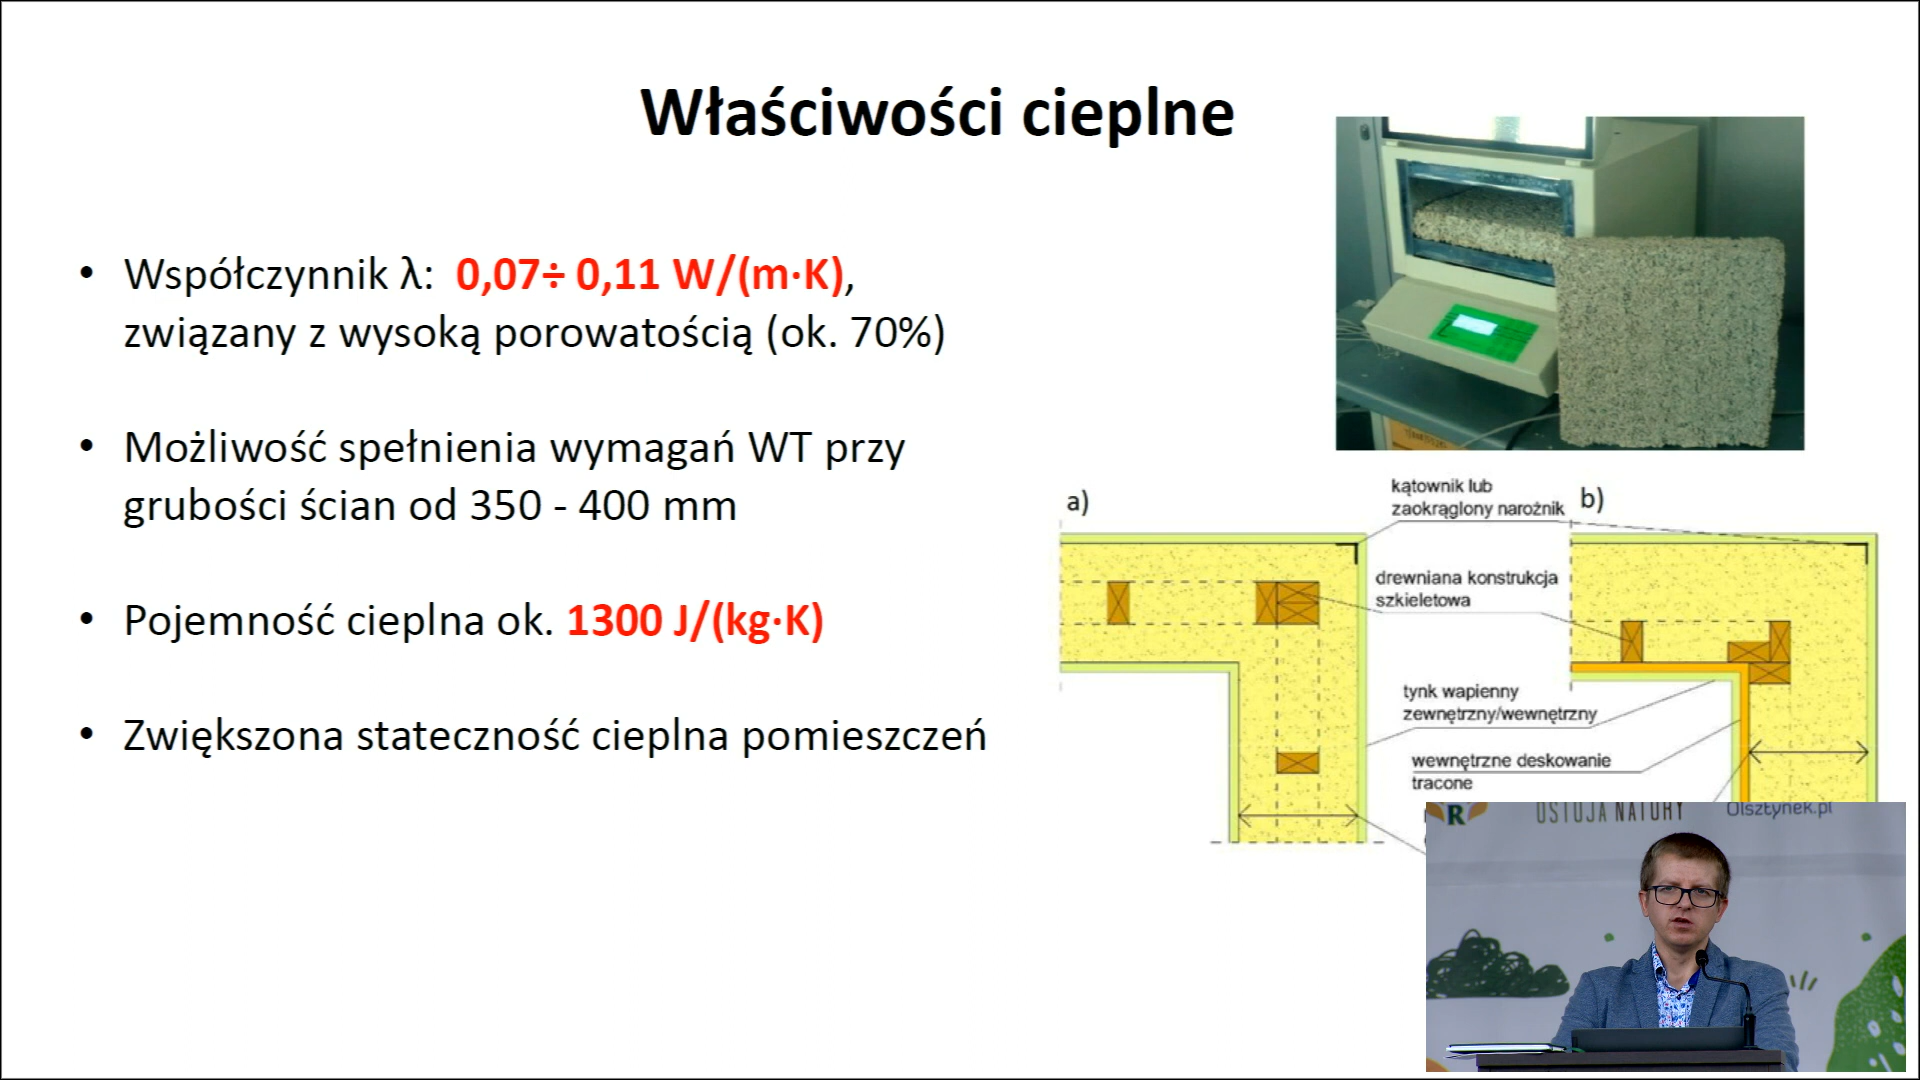 Właściwości cieplne
• Współczynnik λ: 0,07÷ 0,11 W/(m·K),
związany z wysoką porowatością (ok. 70%)
• Możliwość spełnienia wymagań WT przy
grubości ścian od 350 - 400 mm
• Pojemność cieplna ok. 1300 J/(kg·K)
• Zwiększona stateczność cieplna pomieszczeń
a)
kątownik lub
zaokrąglony narożnik
b)
drewniana konstrukcja
szkieletowa
tynk wapienny
zewnętrzny/wewnętrzny
wewnętrzne deskowanie
tracone
R
OSTOJA NATURY
Olsztynek.pl